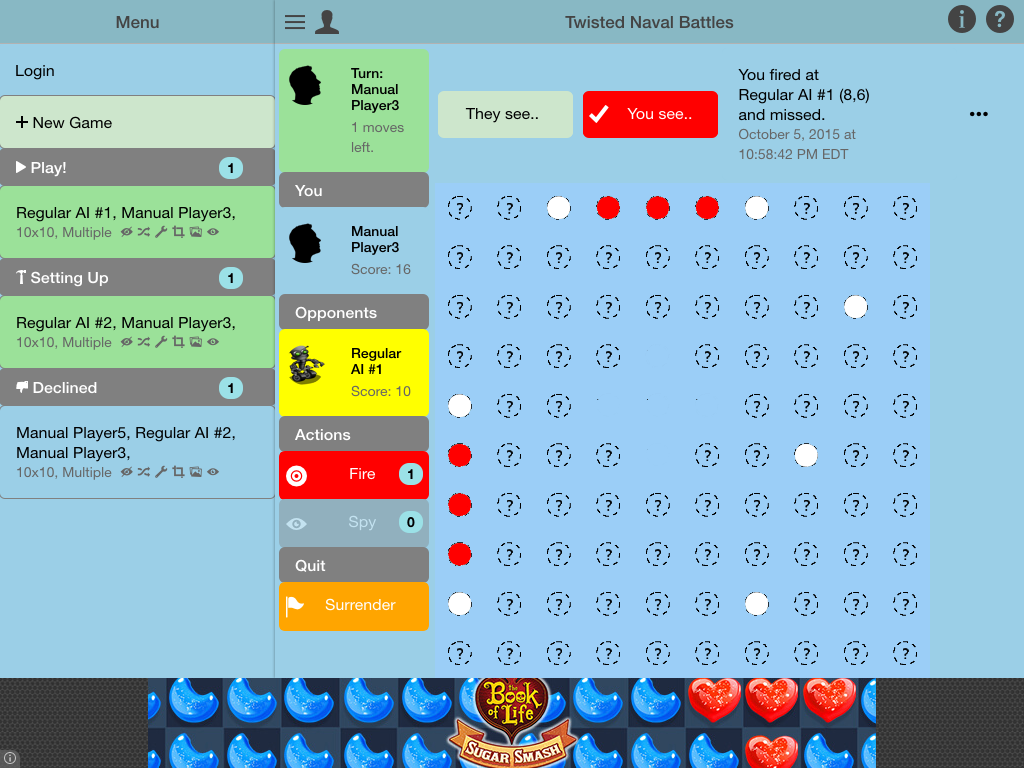 Menu
Login
+ New Game
Play! 1
Regular AI #1, Manual Player3,
10x10, Multiple
Setting Up 1
Regular AI #2, Manual Player3,
10x10, Multiple
Declined 1
Manual Player5, Regular AI #2,
Manual Player3,
10x10, Multiple
Twisted Naval Battles
i ?
Turn:
Manual
Player3
1 moves
left.
You
Manual
Player3
Score: 16
Opponents
Regular
AI #1
Score: 10
Actions
Fire 1
Spy 0
Quit
Surrender
They see..
You see..
You fired at
Regular AI #1 (8,6)
and missed.
October 5, 2015 at
10:58:42 PM EDT
•••
? ? ? ? ?
? ? ? ? ? ? ? ? ? ?
? ? ? ? ? ? ? ? ?
? ? ? ? ? ? ? ? ?
? ? ? ? ? ?
? ? ? ? ? ? ?
? ? ? ? ? ? ? ? ?
? ? ? ? ? ? ? ? ?
? ? ? ? ? ? ? ?
? ? ? ? ? ? ? ? ? ?
the
Book
of Life
SUGAR SMASH